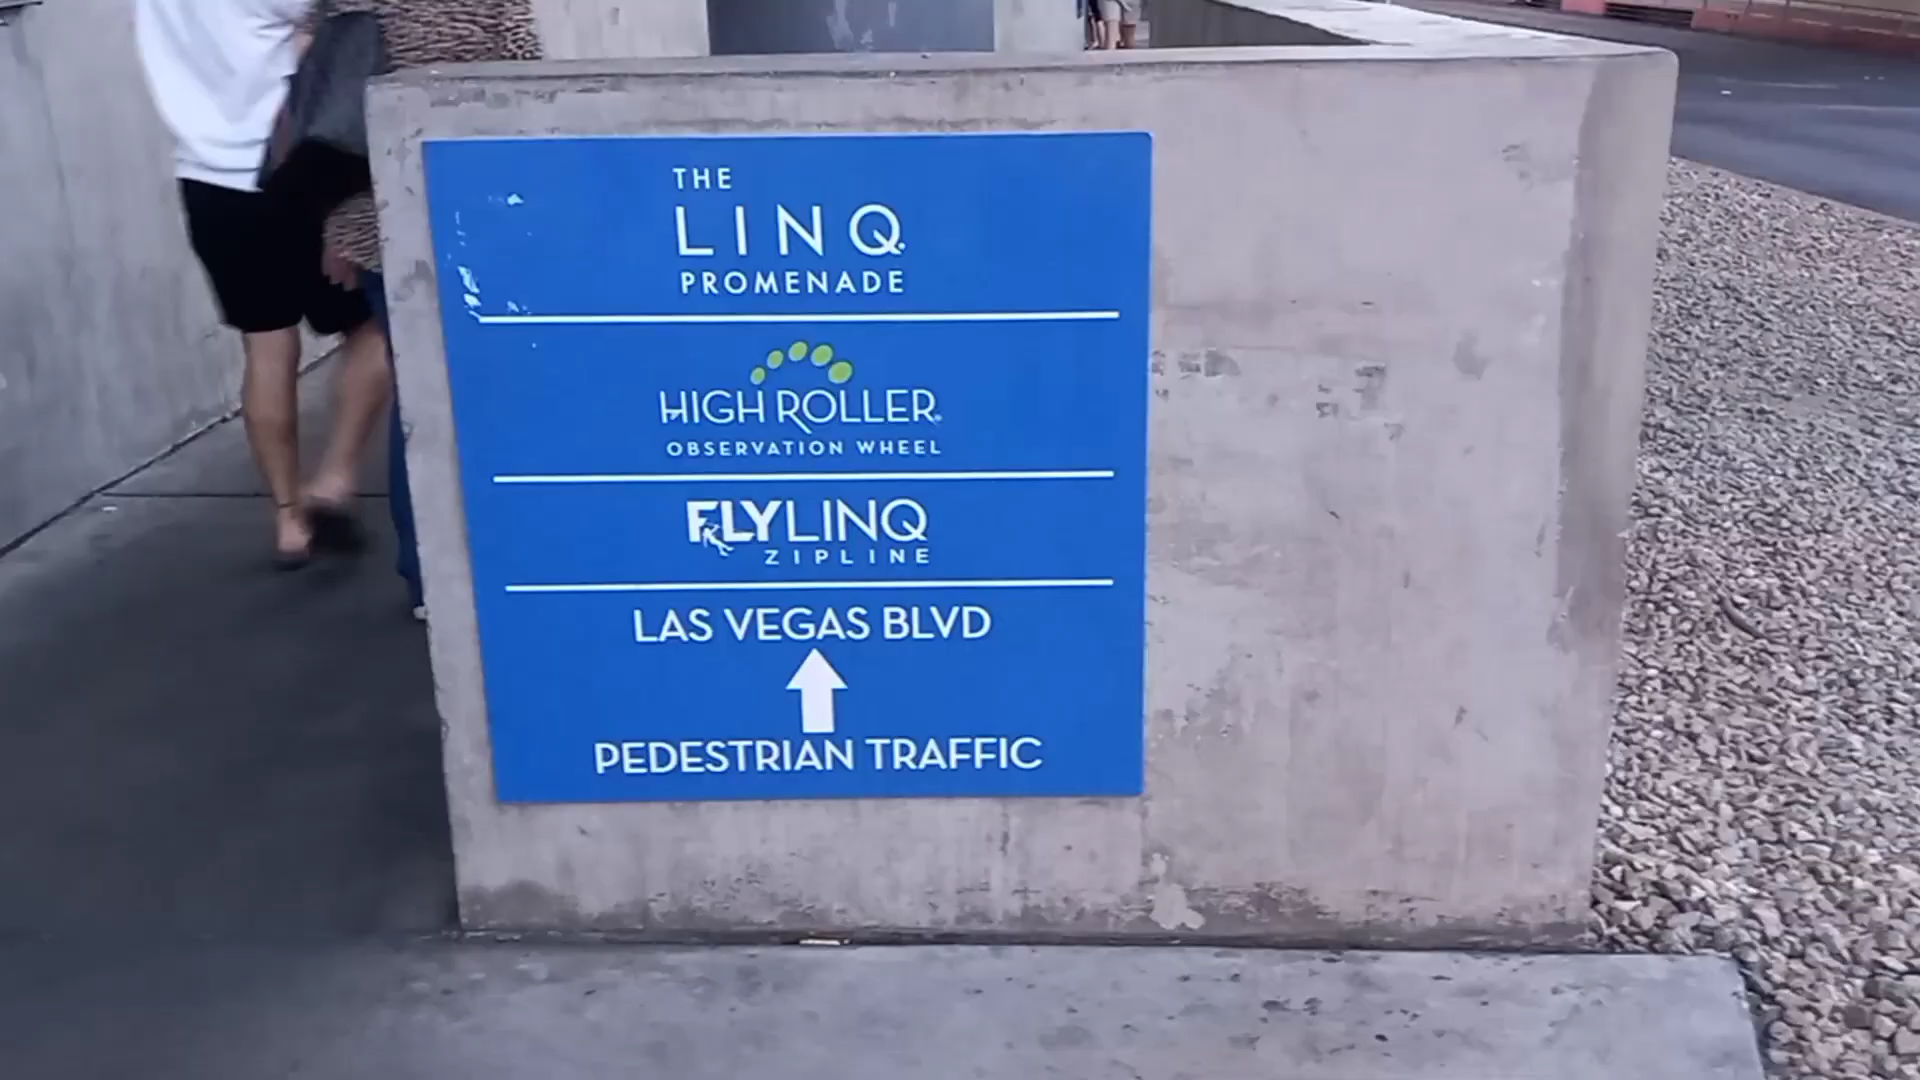 THE
LINQ
PROMENADE
HIGH ROLLER
OBSERVATION WHEEL
FLYLINQ
ZIPLINE
LAS VEGAS BLVD
PEDESTRIAN TRAFFIC